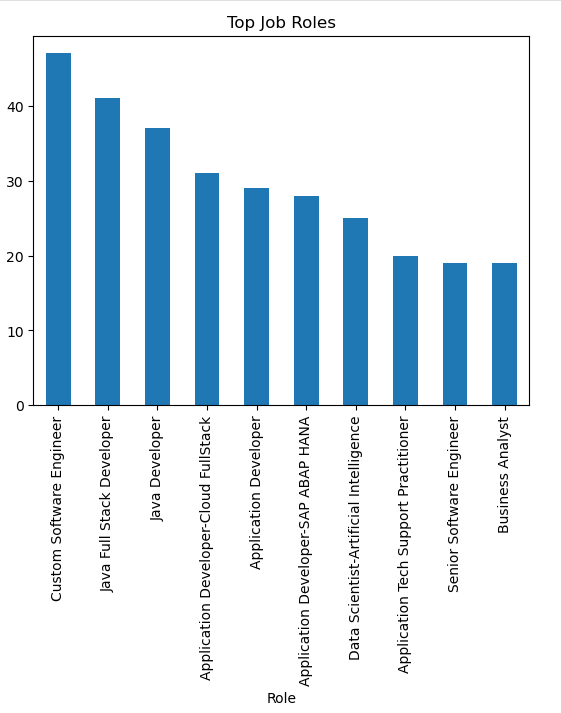 Top Job Roles
40
30
20
10
0
Custom Software Engineer
Java Full Stack Developer
Java Developer
Application Developer-Cloud FullStack
Application Developer
Application Developer-SAP ABAP HANA
Data Scientist-Artificial Intelligence
Application Tech Support Practitioner
Senior Software Engineer
Business Analyst
Role